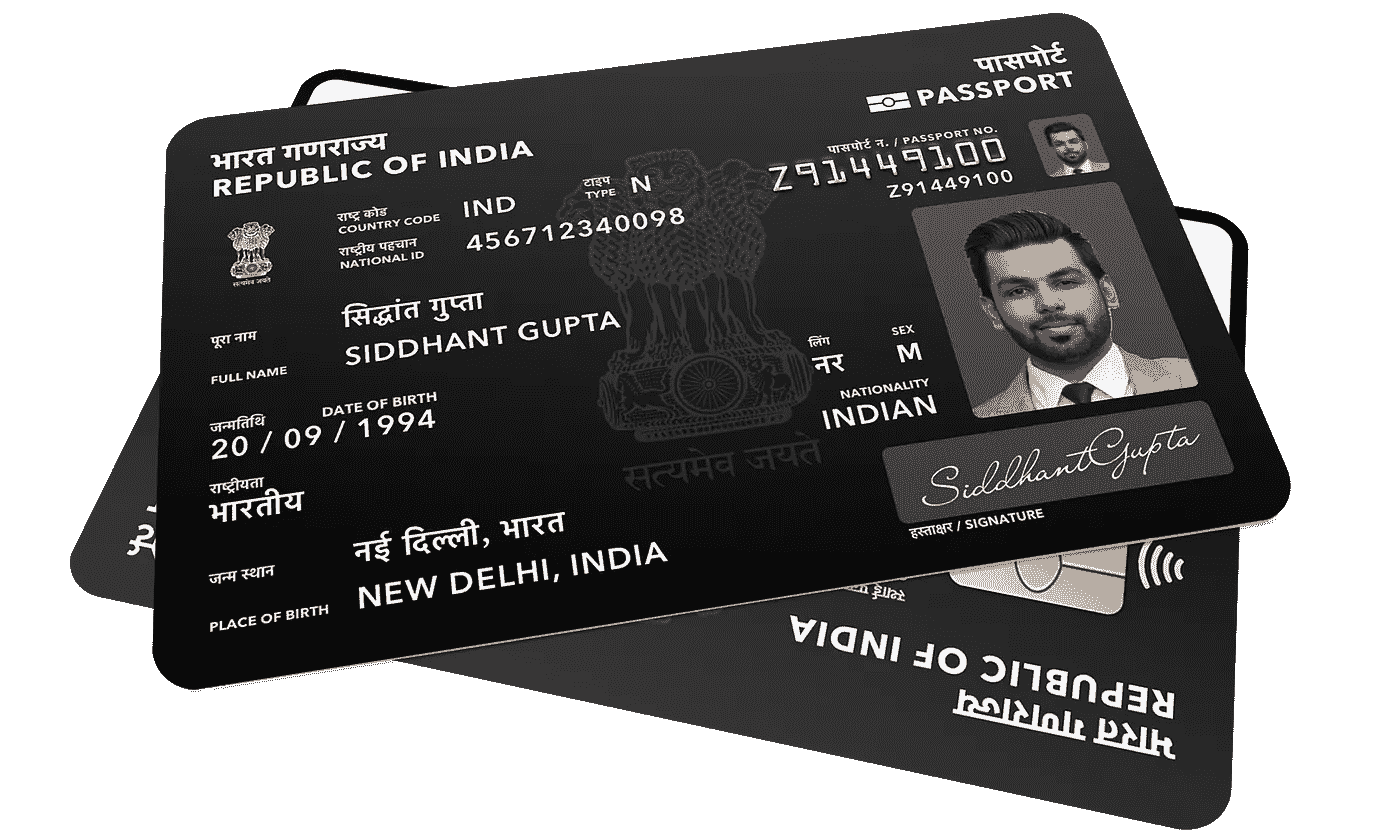 पासपोर्ट
PASSPORT
भारत गणराज्य
REPUBLIC OF INDIA
पासपोर्ट न. / PASSPORT NO.
Z91449100
Z91449100
टाइप
TYPE N
राष्ट्र कोड
COUNTRY CODE IND
राष्ट्रीय पहचान
NATIONAL ID 456712340098
सत्यमेव जयते
पूरा नाम सिद्धांत गुप्ता
FULL NAME SIDDHANT GUPTA
लिंग SEX
नर M
जन्मतिथि DATE OF BIRTH
20 / 09 / 1994
NATIONALITY
INDIAN
सत्यमेव जयते
राष्ट्रीयता
भारतीय
Siddhant Gupta
हस्ताक्षर / SIGNATURE
जन्म स्थान नई दिल्ली, भारत
PLACE OF BIRTH NEW DELHI, INDIA
भारत गणराज्य
REPUBLIC OF INDIA